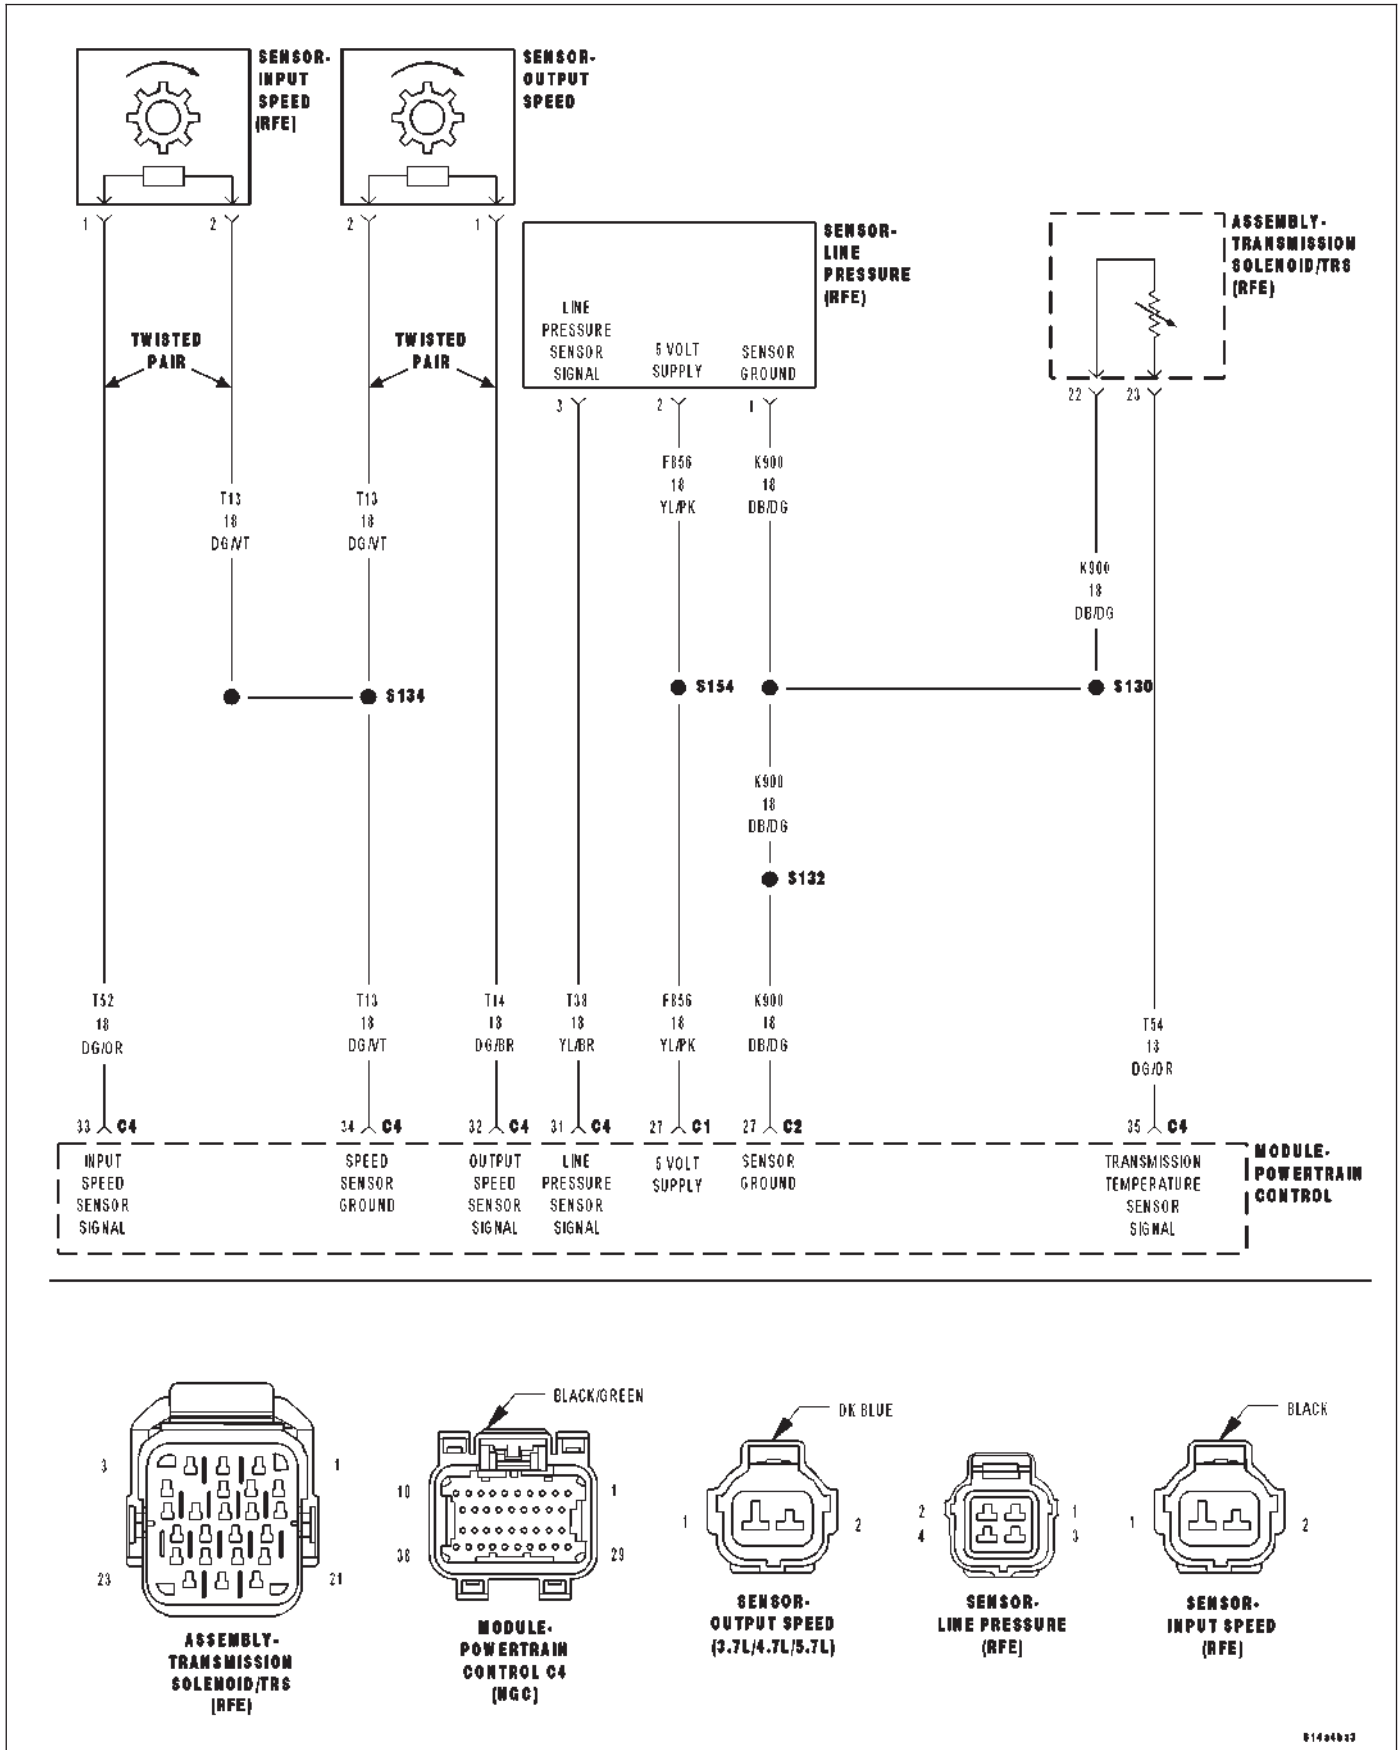 SENSOR-
INPUT
SPEED
(RFE)
SENSOR-
OUTPUT
SPEED
1
2
2
1
SENSOR-
LINE
PRESSURE
(RFE)
ASSEMBLY-
TRANSMISSION
SOLENOID/TRS
(RFE)
LINE
PRESSURE
SENSOR
SIGNAL
5 VOLT
SUPPLY
SENSOR
GROUND
TWISTED
PAIR
TWISTED
PAIR
3
2
1
22
23
F856
18
YL/PK
K900
18
DB/DG
T13
18
DG/VT
T13
18
DG/VT
K900
18
DB/DG
S134
S154
S130
K900
18
DB/DG
S132
T52
18
DG/OR
T13
18
DG/VT
T14
18
DG/BR
T38
18
YL/BR
F856
18
YL/PK
K900
18
DB/DG
T54
18
DG/OR
33 C4
34 C4
32 C4
31 C4
27 C1
27 C2
35 C4
INPUT
SPEED
SENSOR
SIGNAL
SPEED
SENSOR
GROUND
OUTPUT
SPEED
SENSOR
SIGNAL
LINE
PRESSURE
SENSOR
SIGNAL
5 VOLT
SUPPLY
SENSOR
GROUND
TRANSMISSION
TEMPERATURE
SENSOR
SIGNAL
MODULE-
POWERTRAIN
CONTROL
BLACK/GREEN
DK BLUE
BLACK
3
1
23
21
10
1
38
29
1
2
2
1
4
3
1
2
ASSEMBLY-
TRANSMISSION
SOLENOID/TRS
(RFE)
MODULE-
POWERTRAIN
CONTROL C4
(NGC)
SENSOR-
OUTPUT SPEED
(3.7L/4.7L/5.7L)
SENSOR-
LINE PRESSURE
(RFE)
SENSOR-
INPUT SPEED
(RFE)